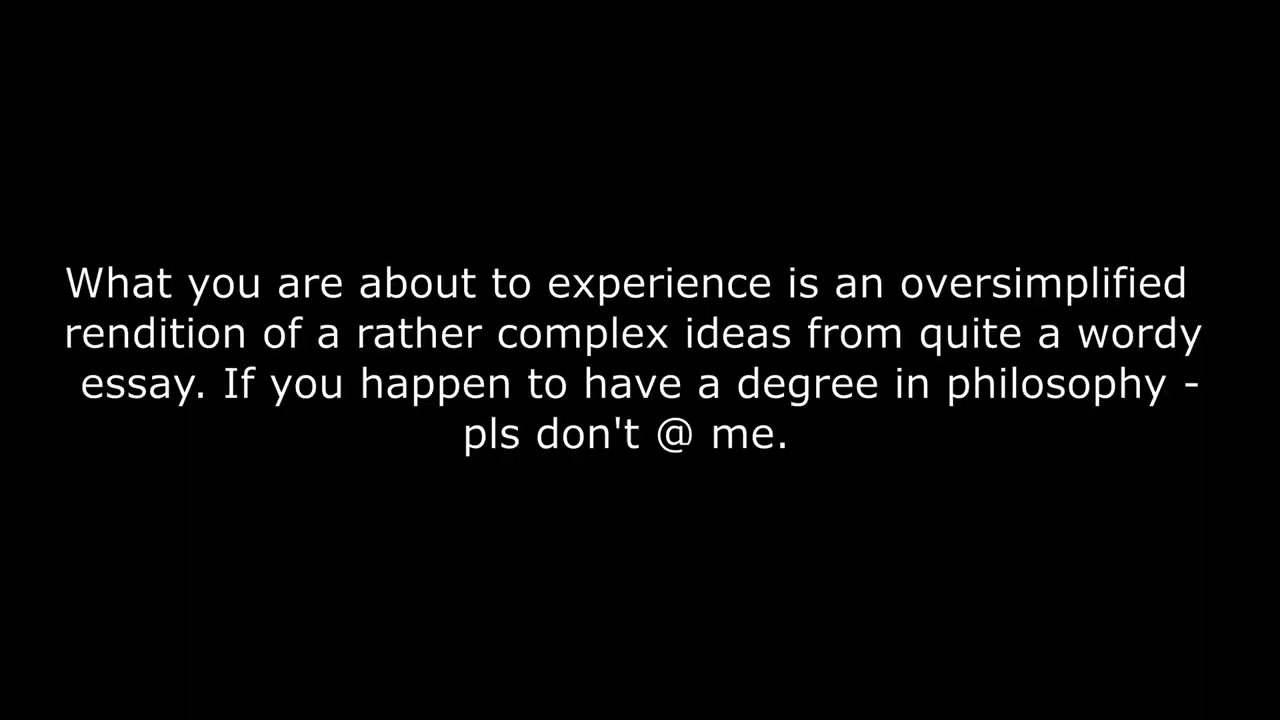 What you are about to experience is an oversimplified
rendition of a rather complex ideas from quite a wordy
essay. If you happen to have a degree in philosophy -
pls don't @ me.